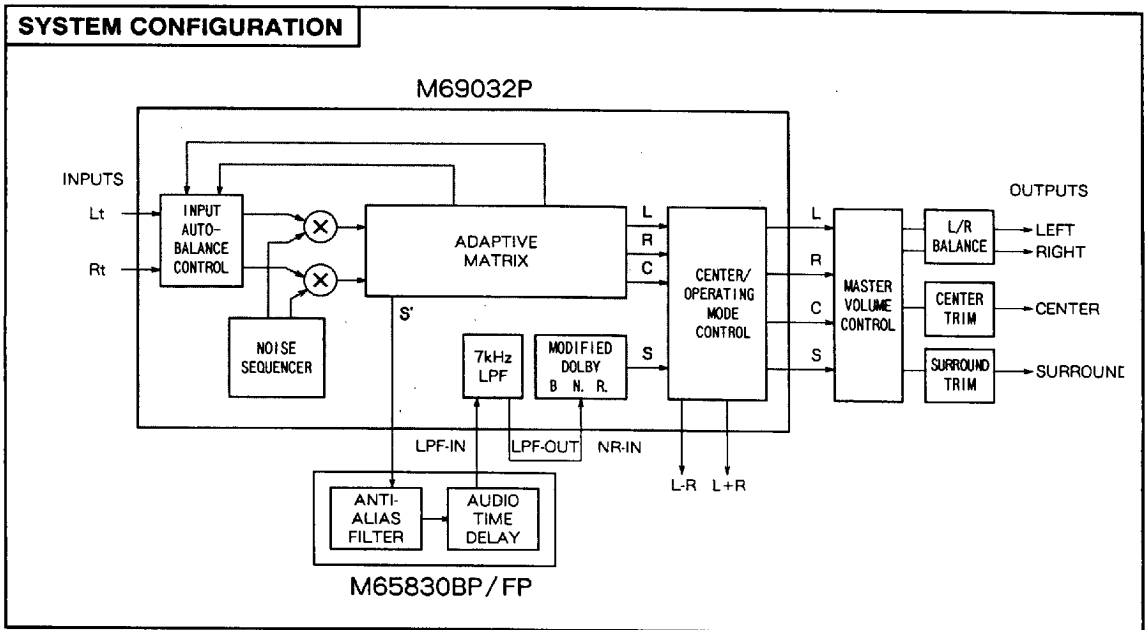 SYSTEM CONFIGURATION
M69032P
INPUTS
Lt
Rt
INPUT
AUTO-
BALANCE
CONTROL
NOISE
SEQUENCER
ADAPTIVE
MATRIX
S'
L
R
C
7kHz
LPF
MODIFIED
DOLBY
B N. R.
S
CENTER/
OPERATING
MODE
CONTROL
L
R
C
S
MASTER
VOLUME
CONTROL
OUTPUTS
L/R
BALANCE
LEFT
RIGHT
CENTER
TRIM
CENTER
SURROUND
TRIM
SURROUND
LPF-IN
LPF-OUT
NR-IN
L-R
L+R
ANTI-
ALIAS
FILTER
AUDIO
TIME
DELAY
M65830BP/FP